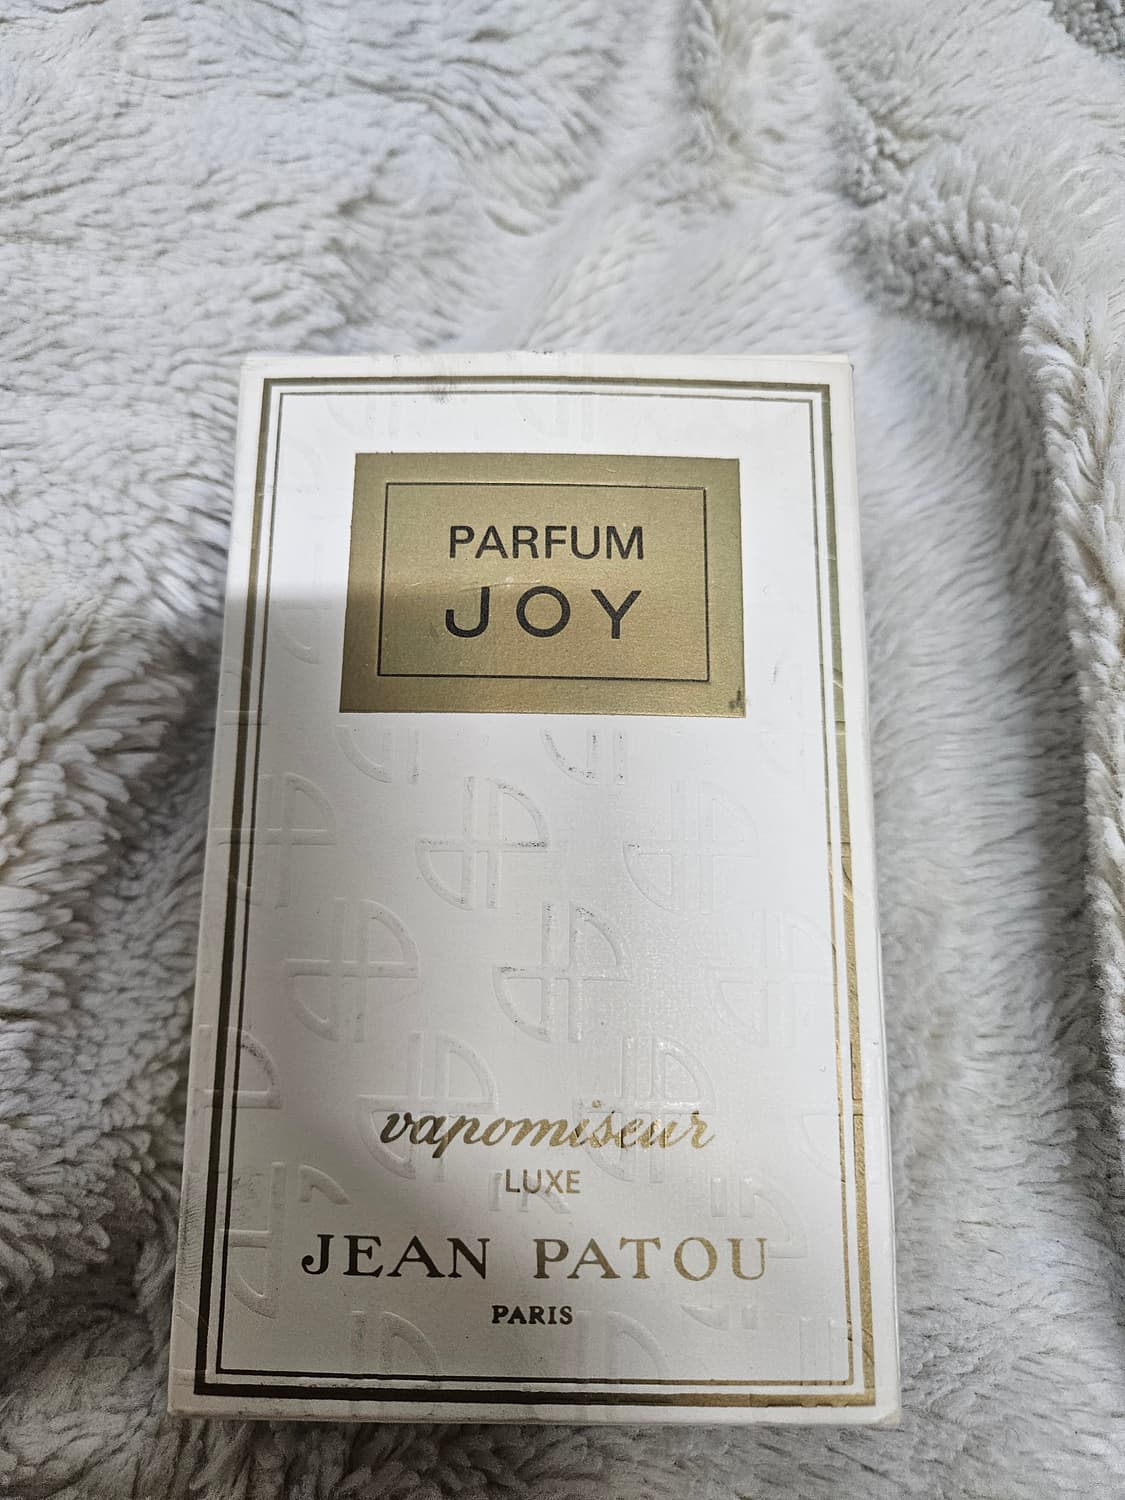 PARFUM
JOY
vapomiseur
LUXE
JEAN PATOU
PARIS